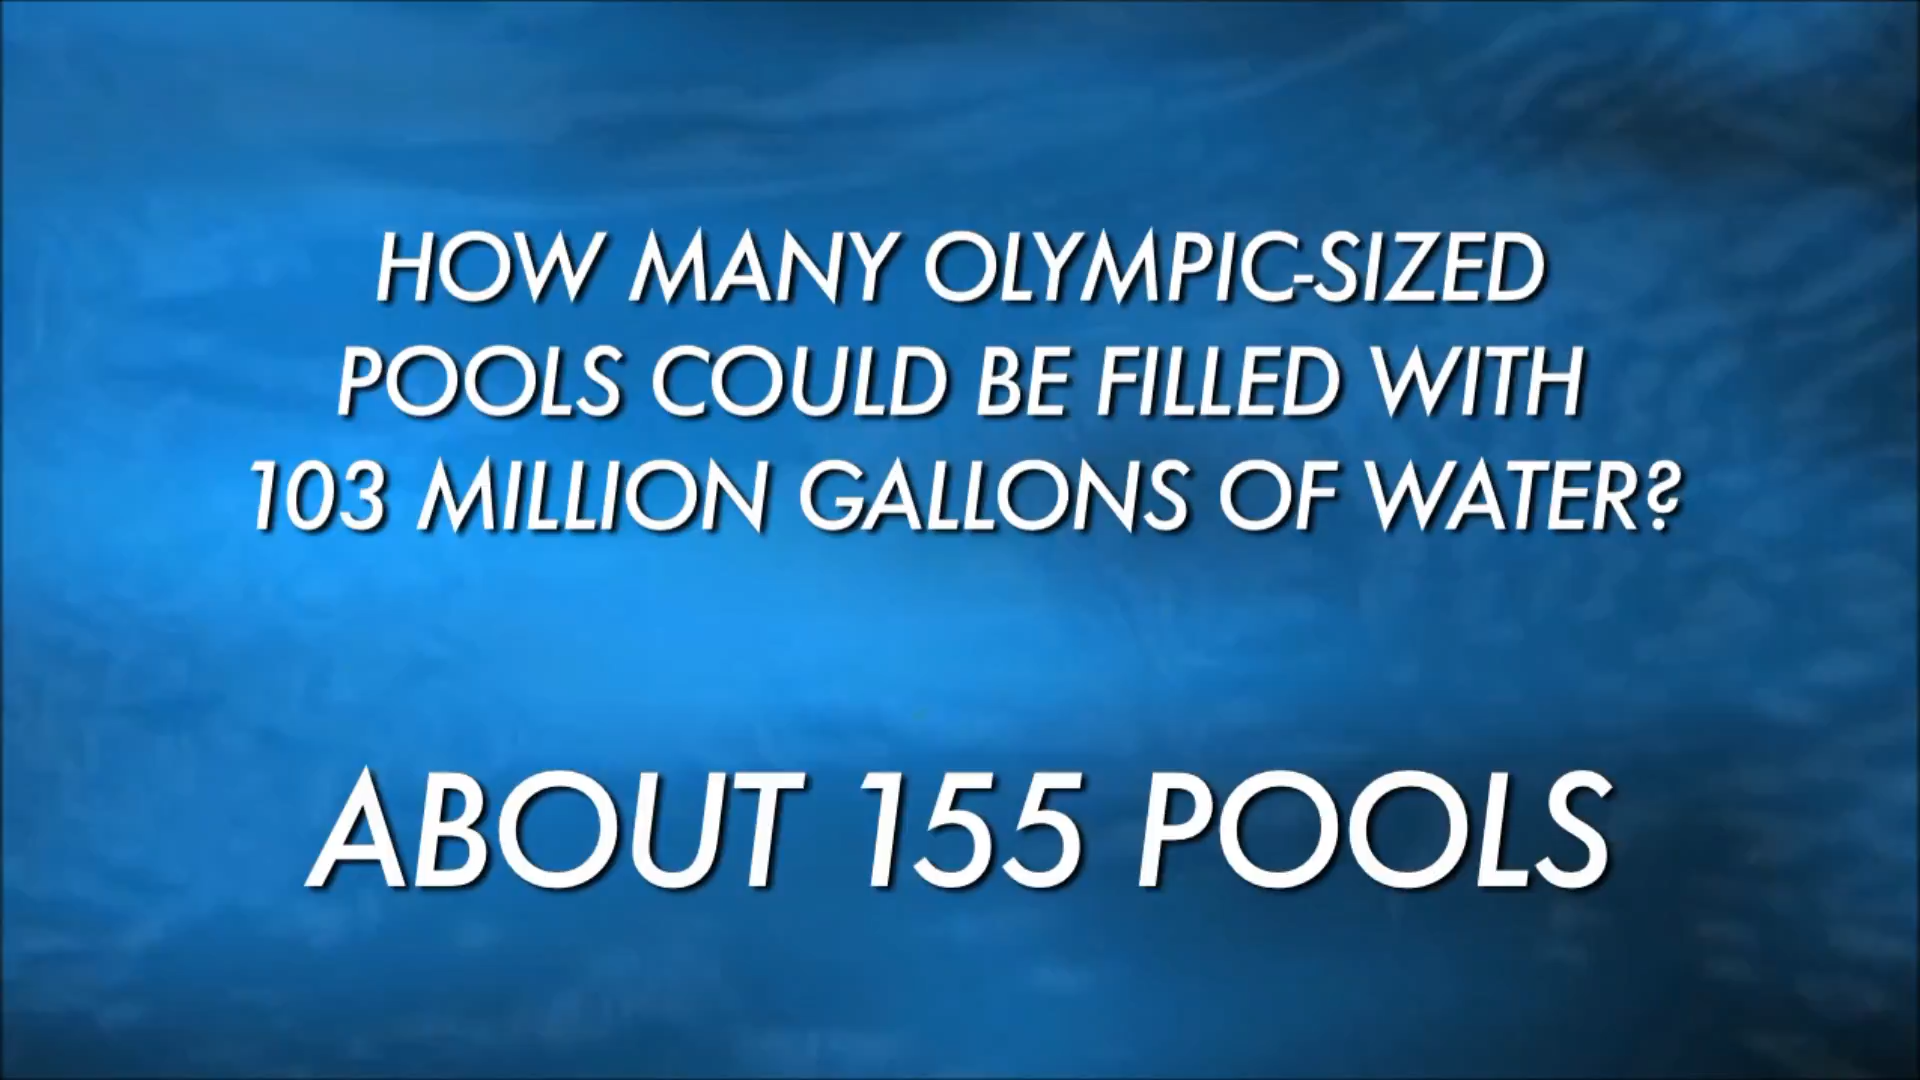 HOW MANY OLYMPIC-SIZED
POOLS COULD BE FILLED WITH
103 MILLION GALLONS OF WATER?
ABOUT 155 POOLS